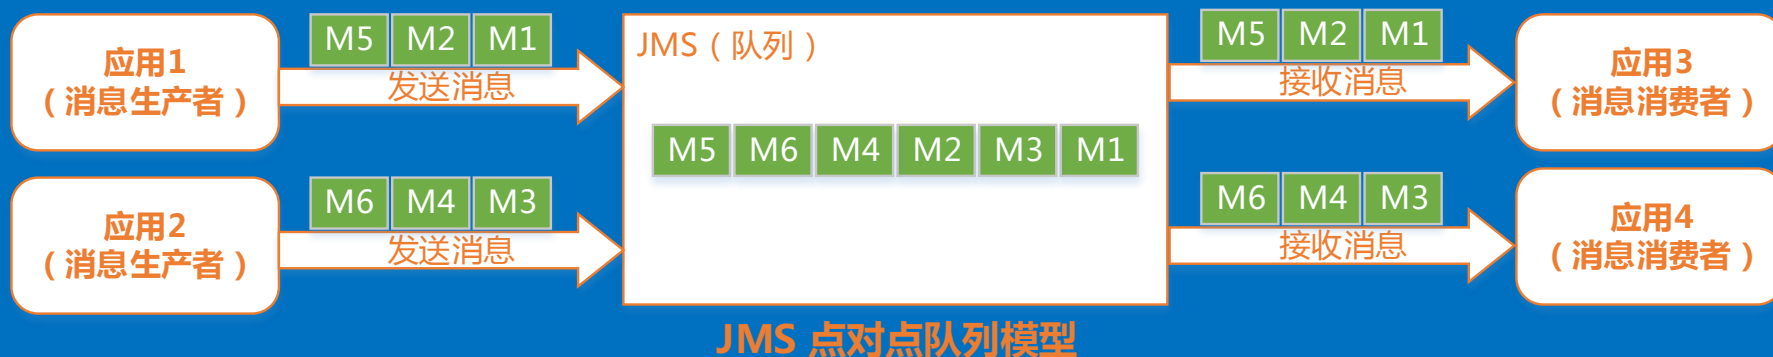 应用1
（消息生产者）
M5 M2 M1
发送消息
JMS（队列）
M5 M2 M1
接收消息
应用3
（消息消费者）
M5 M6 M4 M2 M3 M1
应用2
（消息生产者）
M6 M4 M3
发送消息
M6 M4 M3
接收消息
应用4
（消息消费者）
JMS 点对点队列模型